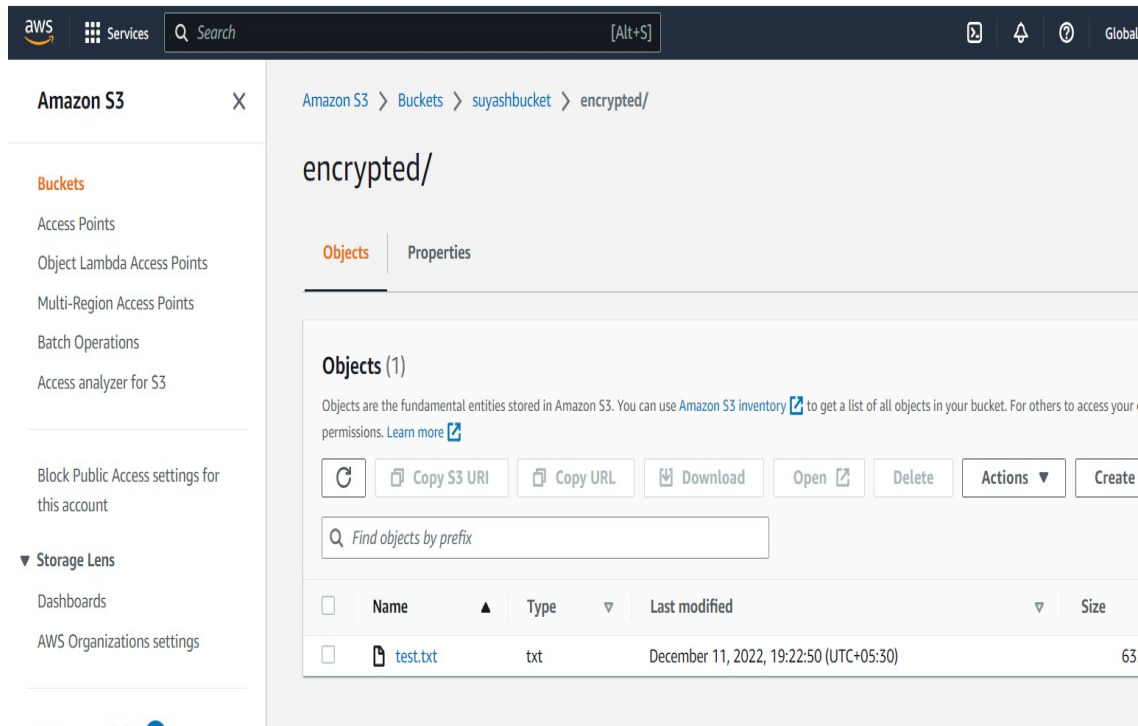 aws Services Search [Alt+S] Global
Amazon S3
Buckets
Access Points
Object Lambda Access Points
Multi-Region Access Points
Batch Operations
Access analyzer for S3
Block Public Access settings for
this account
Storage Lens
Dashboards
AWS Organizations settings
Amazon S3 > Buckets > suyashbucket > encrypted/
encrypted/
Objects Properties
Objects (1)
Objects are the fundamental entities stored in Amazon S3. You can use Amazon S3 inventory to get a list of all objects in your bucket. For others to access your
permissions. Learn more
Copy S3 URI Copy URL Download Open Delete Actions Create
Find objects by prefix
Name Type Last modified Size
test.txt txt December 11, 2022, 19:22:50 (UTC+05:30) 63.